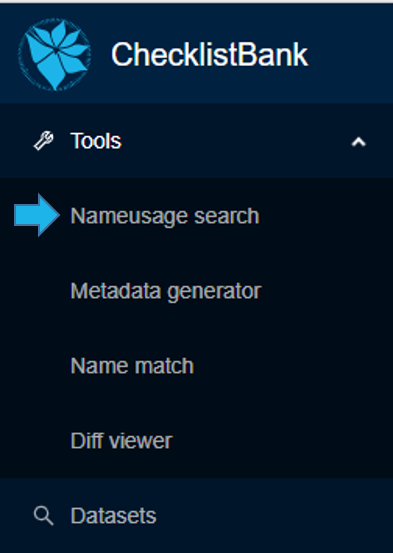 ChecklistBank
Tools
Nameusage search
Metadata generator
Name match
Diff viewer
Datasets